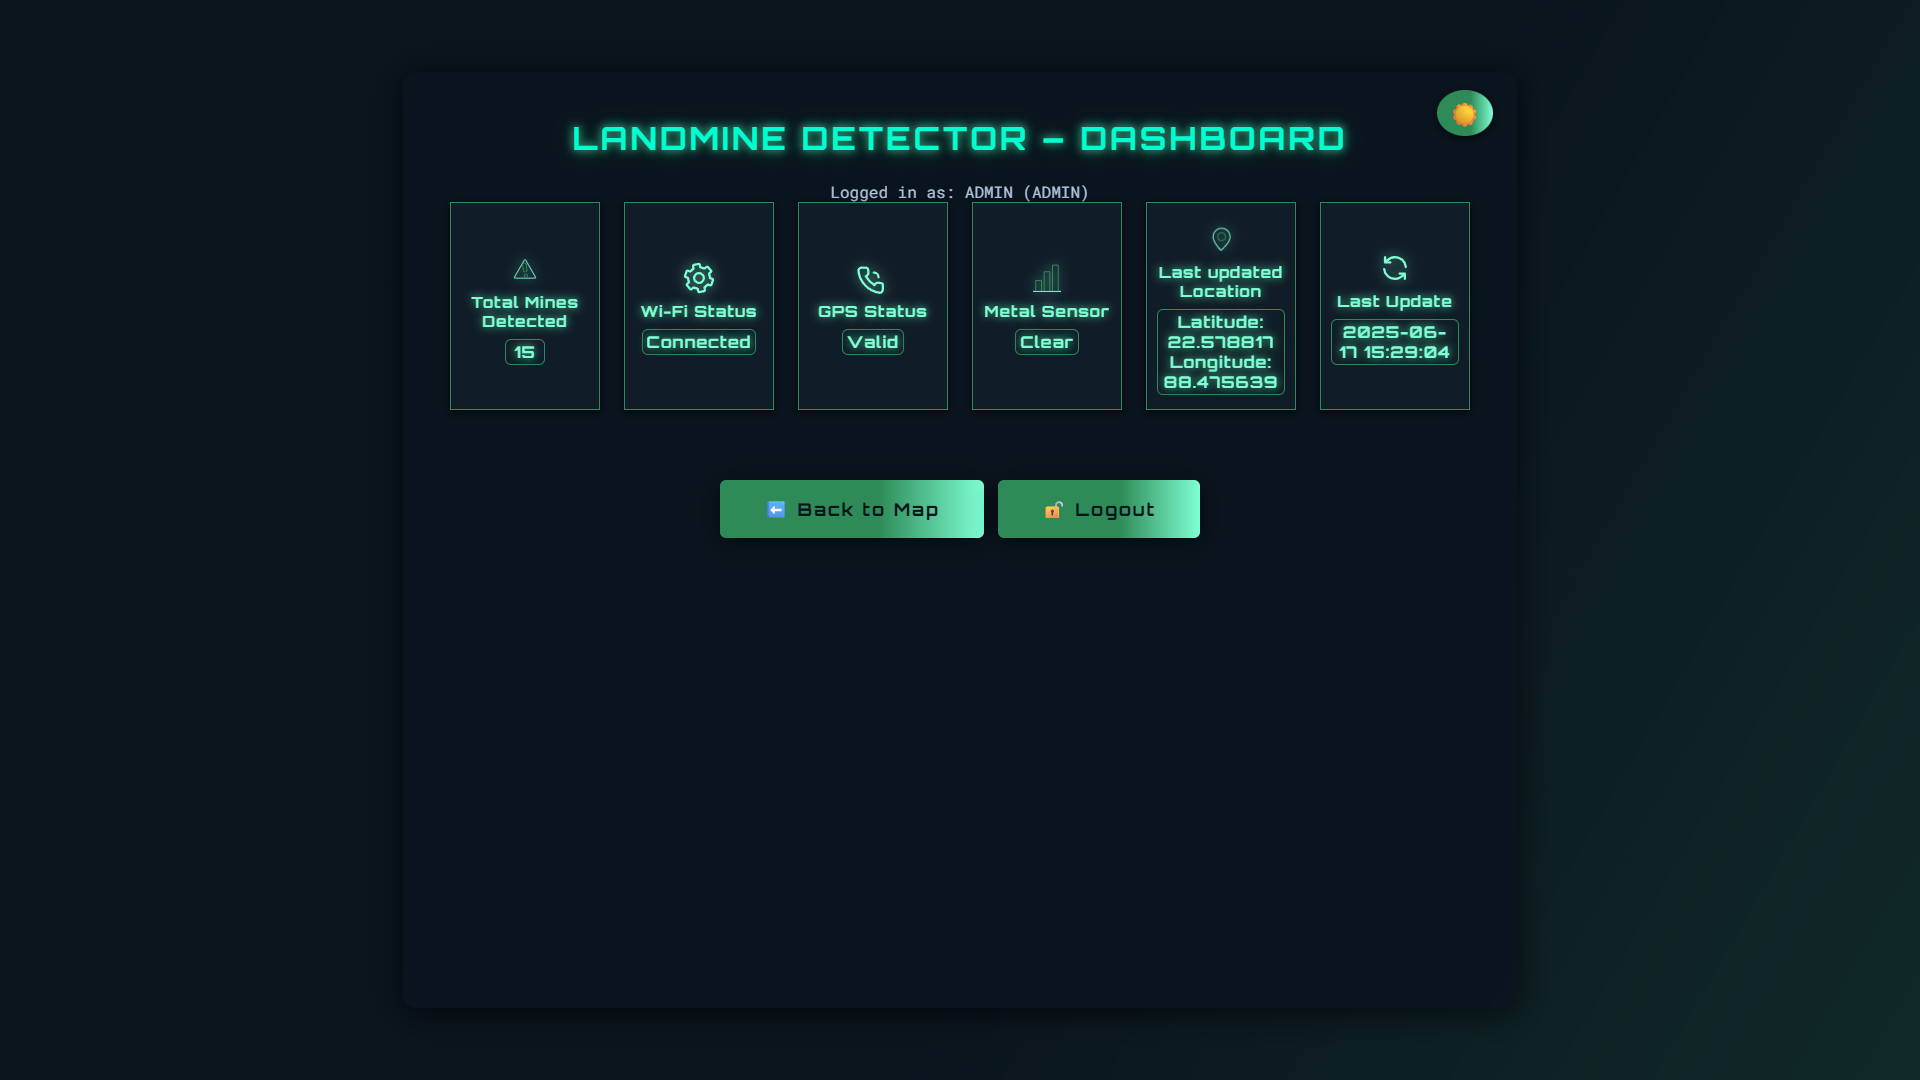 LANDMINE DETECTOR – DASHBOARD
Logged in as: ADMIN (ADMIN)
Total Mines
Detected
15
Wi-Fi Status
Connected
GPS Status
Valid
Metal Sensor
Clear
Last updated
Location
Latitude:
22.578817
Longitude:
88.475639
Last Update
2025-06-
17 15:29:04
Back to Map
Logout